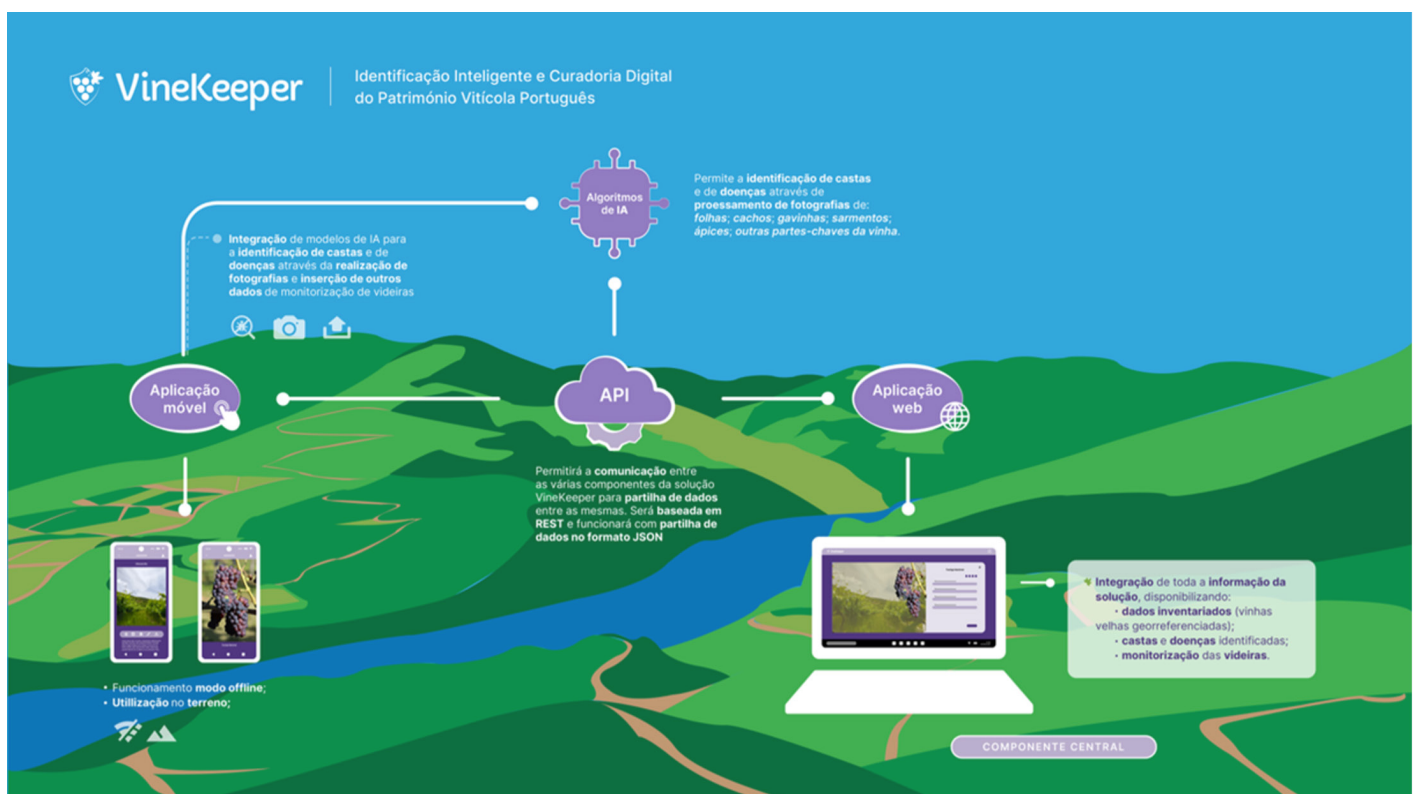 VineKeeper
Identificação Inteligente e Curadoria Digital
do Património Vitícola Português
Algoritmos
de IA
Permite a identificação de castas
e de doenças através de
proessamento de fotografias de:
folhas; cachos; gavinhas; sarmentos;
ápices; outras partes-chaves da vinha.
Integração de modelos de IA para
a identificação de castas e de
doenças através da realização de
fotografias e inserção de outros
dados de monitorização de videiras
Aplicação
móvel
API
Aplicação
web
Permitirá a comunicação entre
as várias componentes da solução
VineKeeper para partilha de dados
entre as mesmas. Será baseada em
REST e funcionará com partilha de
dados no formato JSON
• Funcionamento modo offline;
• Utillização no terreno;
Integração de toda a informação da
solução, disponibilizando:
• dados inventariados (vinhas
velhas georreferenciadas);
• castas e doenças identificadas;
• monitorização das videiras.
COMPONENTE CENTRAL